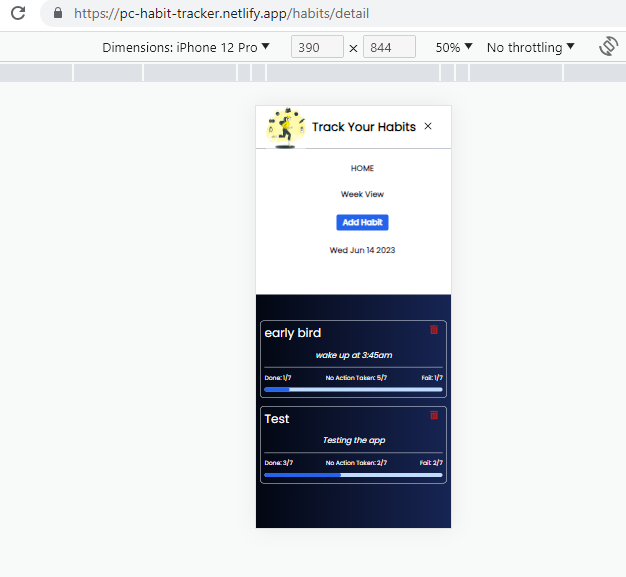 https://pc-habit-tracker.netlify.app/habits/detail
Dimensions: iPhone 12 Pro ▼ 390 × 844 50% ▼ No throttling ▼
Track Your Habits ×
HOME
Week View
Add Habit
Wed Jun 14 2023
early bird
wake up at 3:45am
Done: 1/7 No Action Taken: 5/7 Fail: 1/7
Test
Testing the app
Done: 3/7 No Action Taken: 2/7 Fail: 2/7